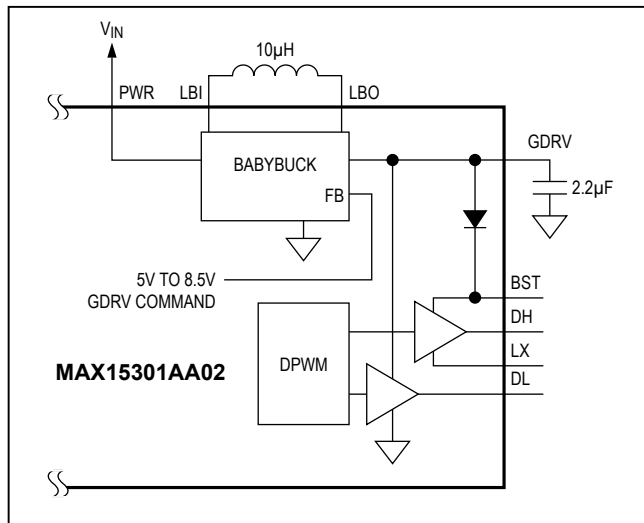 V_IN
10µH
PWR
LBI
LBO
GDRV
BABYBUCK
2.2µF
FB
5V TO 8.5V
GDRV COMMAND
BST
DH
LX
DL
DPWM
MAX15301AA02